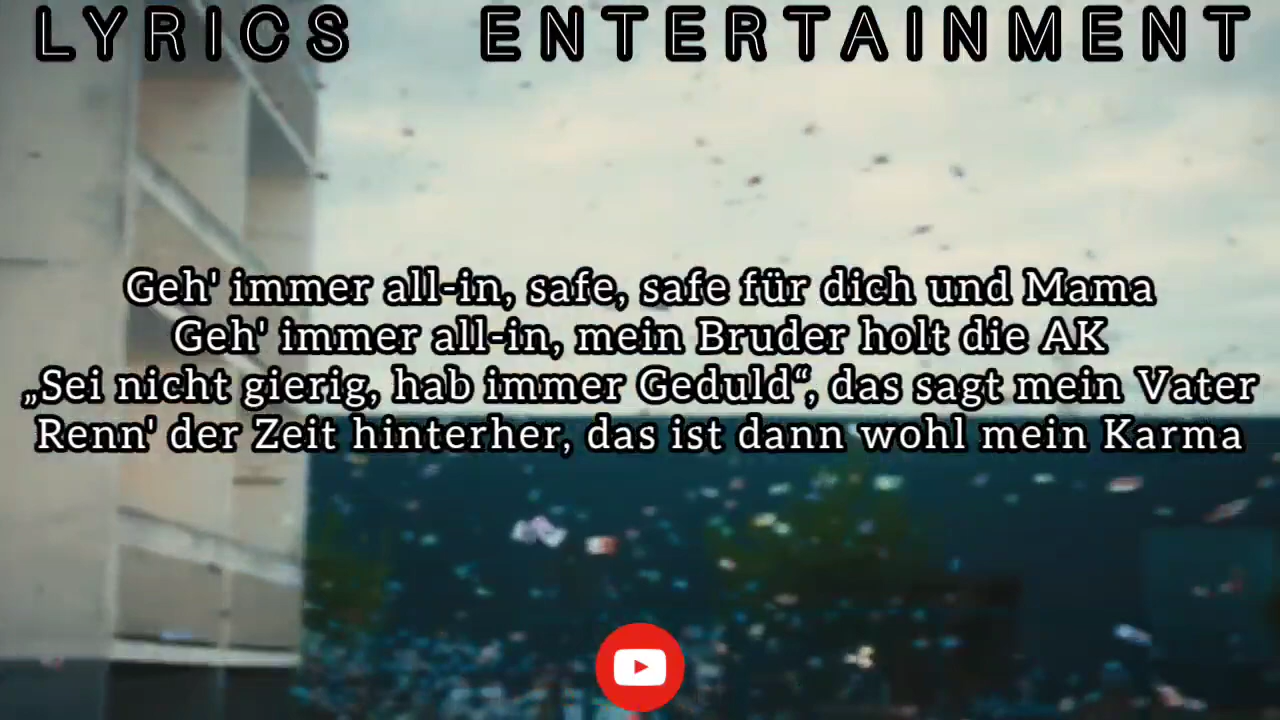 LYRICS ENTERTAINMENT
Geh' immer all-in, safe, safe für dich und Mama
Geh' immer all-in, mein Bruder holt die AK
„Sei nicht gierig, hab immer Geduld“, das sagt mein Vater
Renn' der Zeit hinterher, das ist dann wohl mein Karma